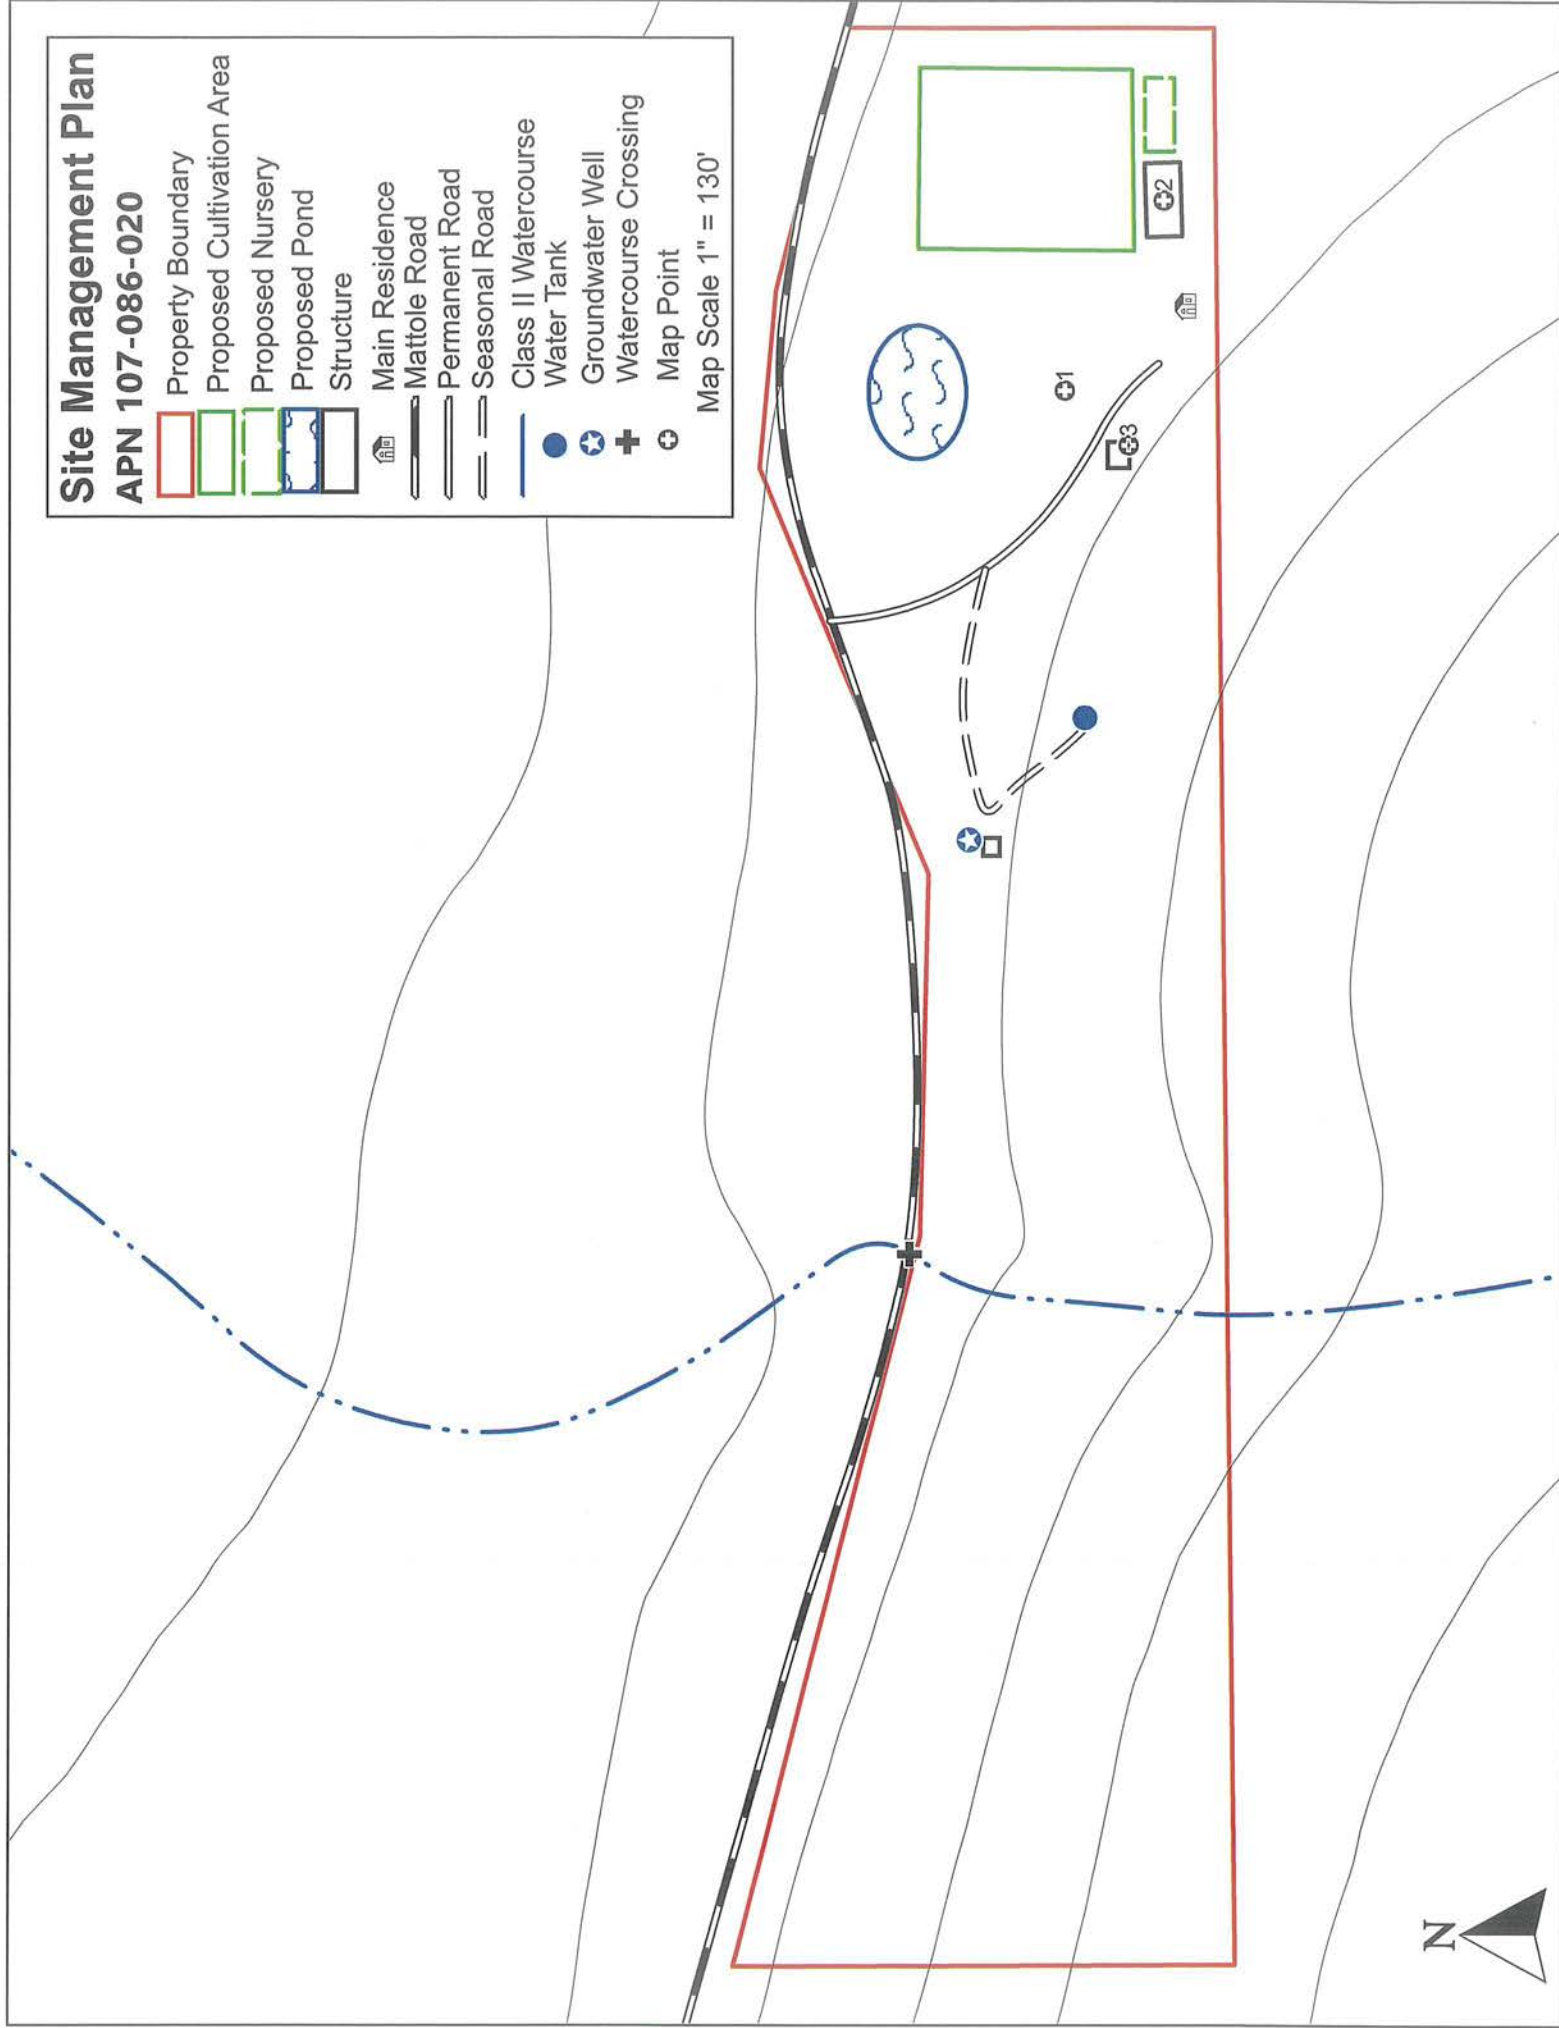 Site Management Plan
APN 107-086-020
Property Boundary
Proposed Cultivation Area
Proposed Nursery
Proposed Pond
Structure
Main Residence
Mattole Road
Permanent Road
Seasonal Road
Class II Watercourse
Water Tank
Groundwater Well
Watercourse Crossing
Map Point
Map Scale 1" = 130'
2
1
3
N